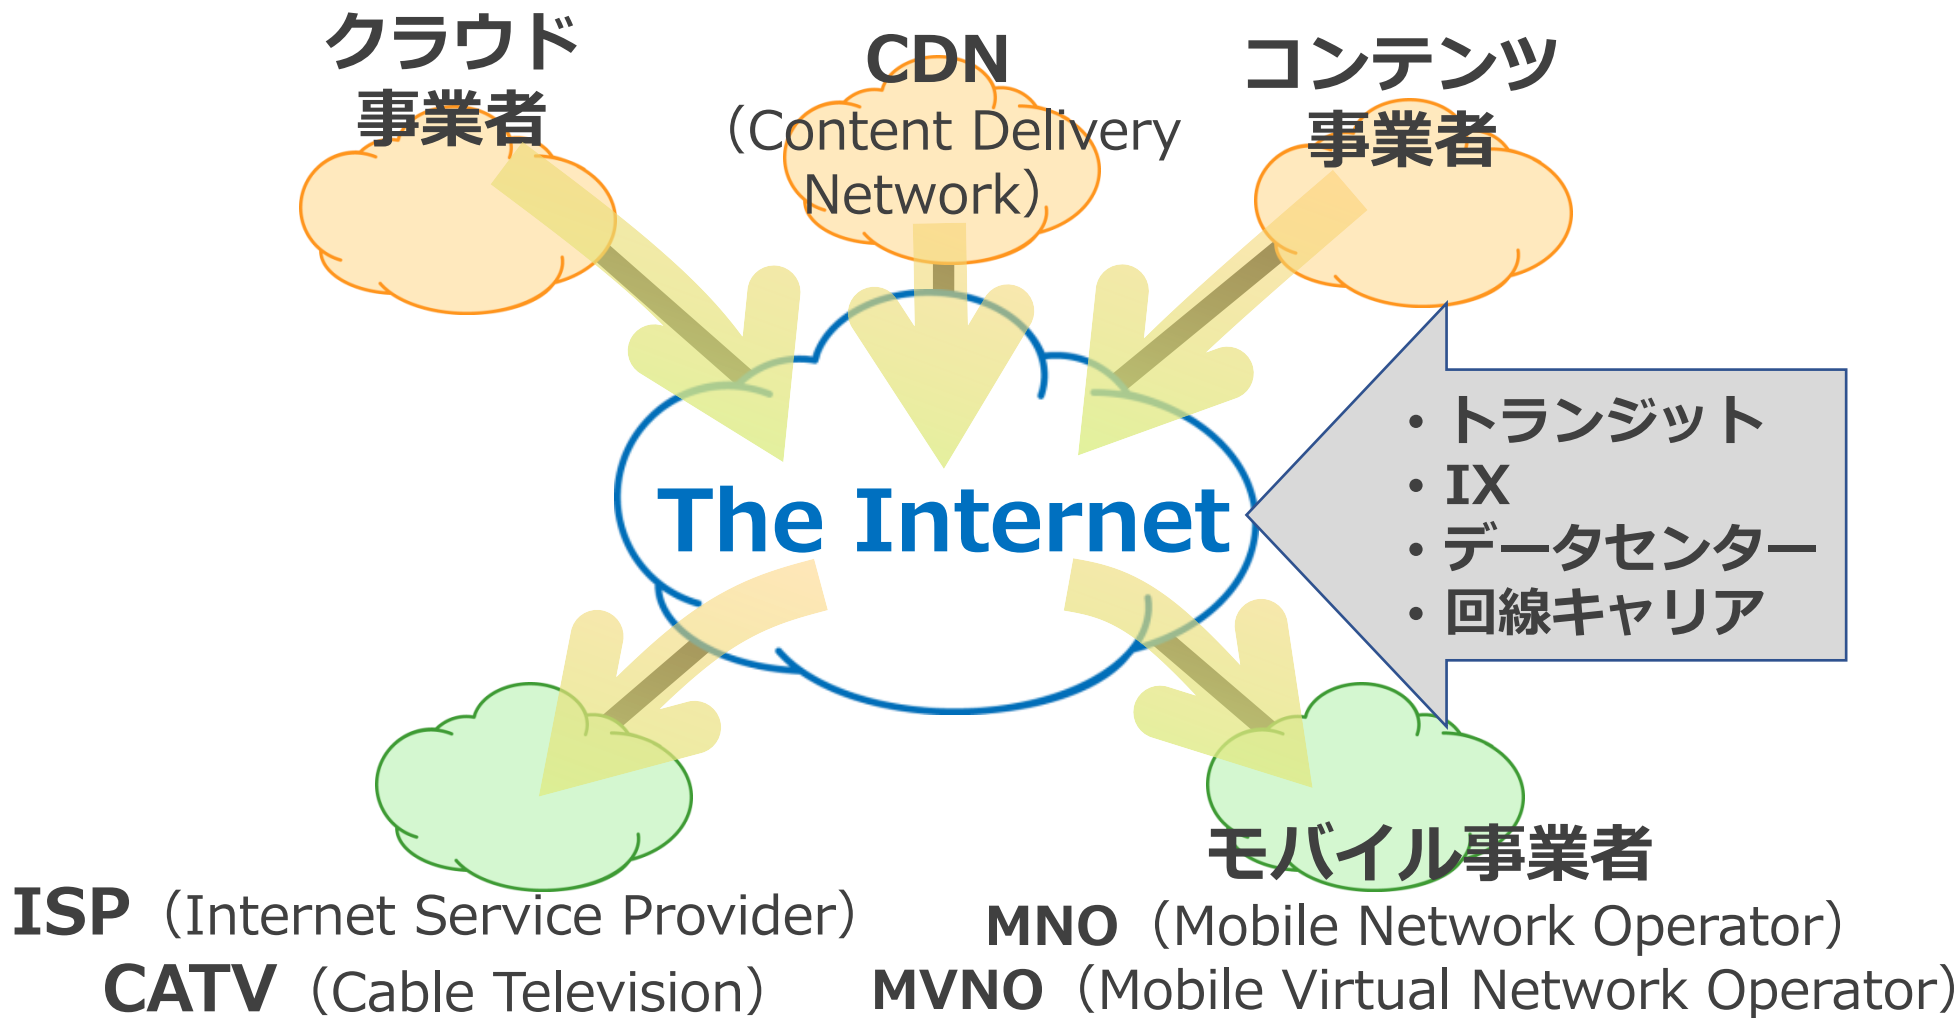 クラウド
事業者
CDN
（Content Delivery
Network）
コンテンツ
事業者
The Internet
・トランジット
・IX
・データセンター
・回線キャリア
ISP（Internet Service Provider）
CATV（Cable Television）
モバイル事業者
MNO（Mobile Network Operator）
MVNO（Mobile Virtual Network Operator）